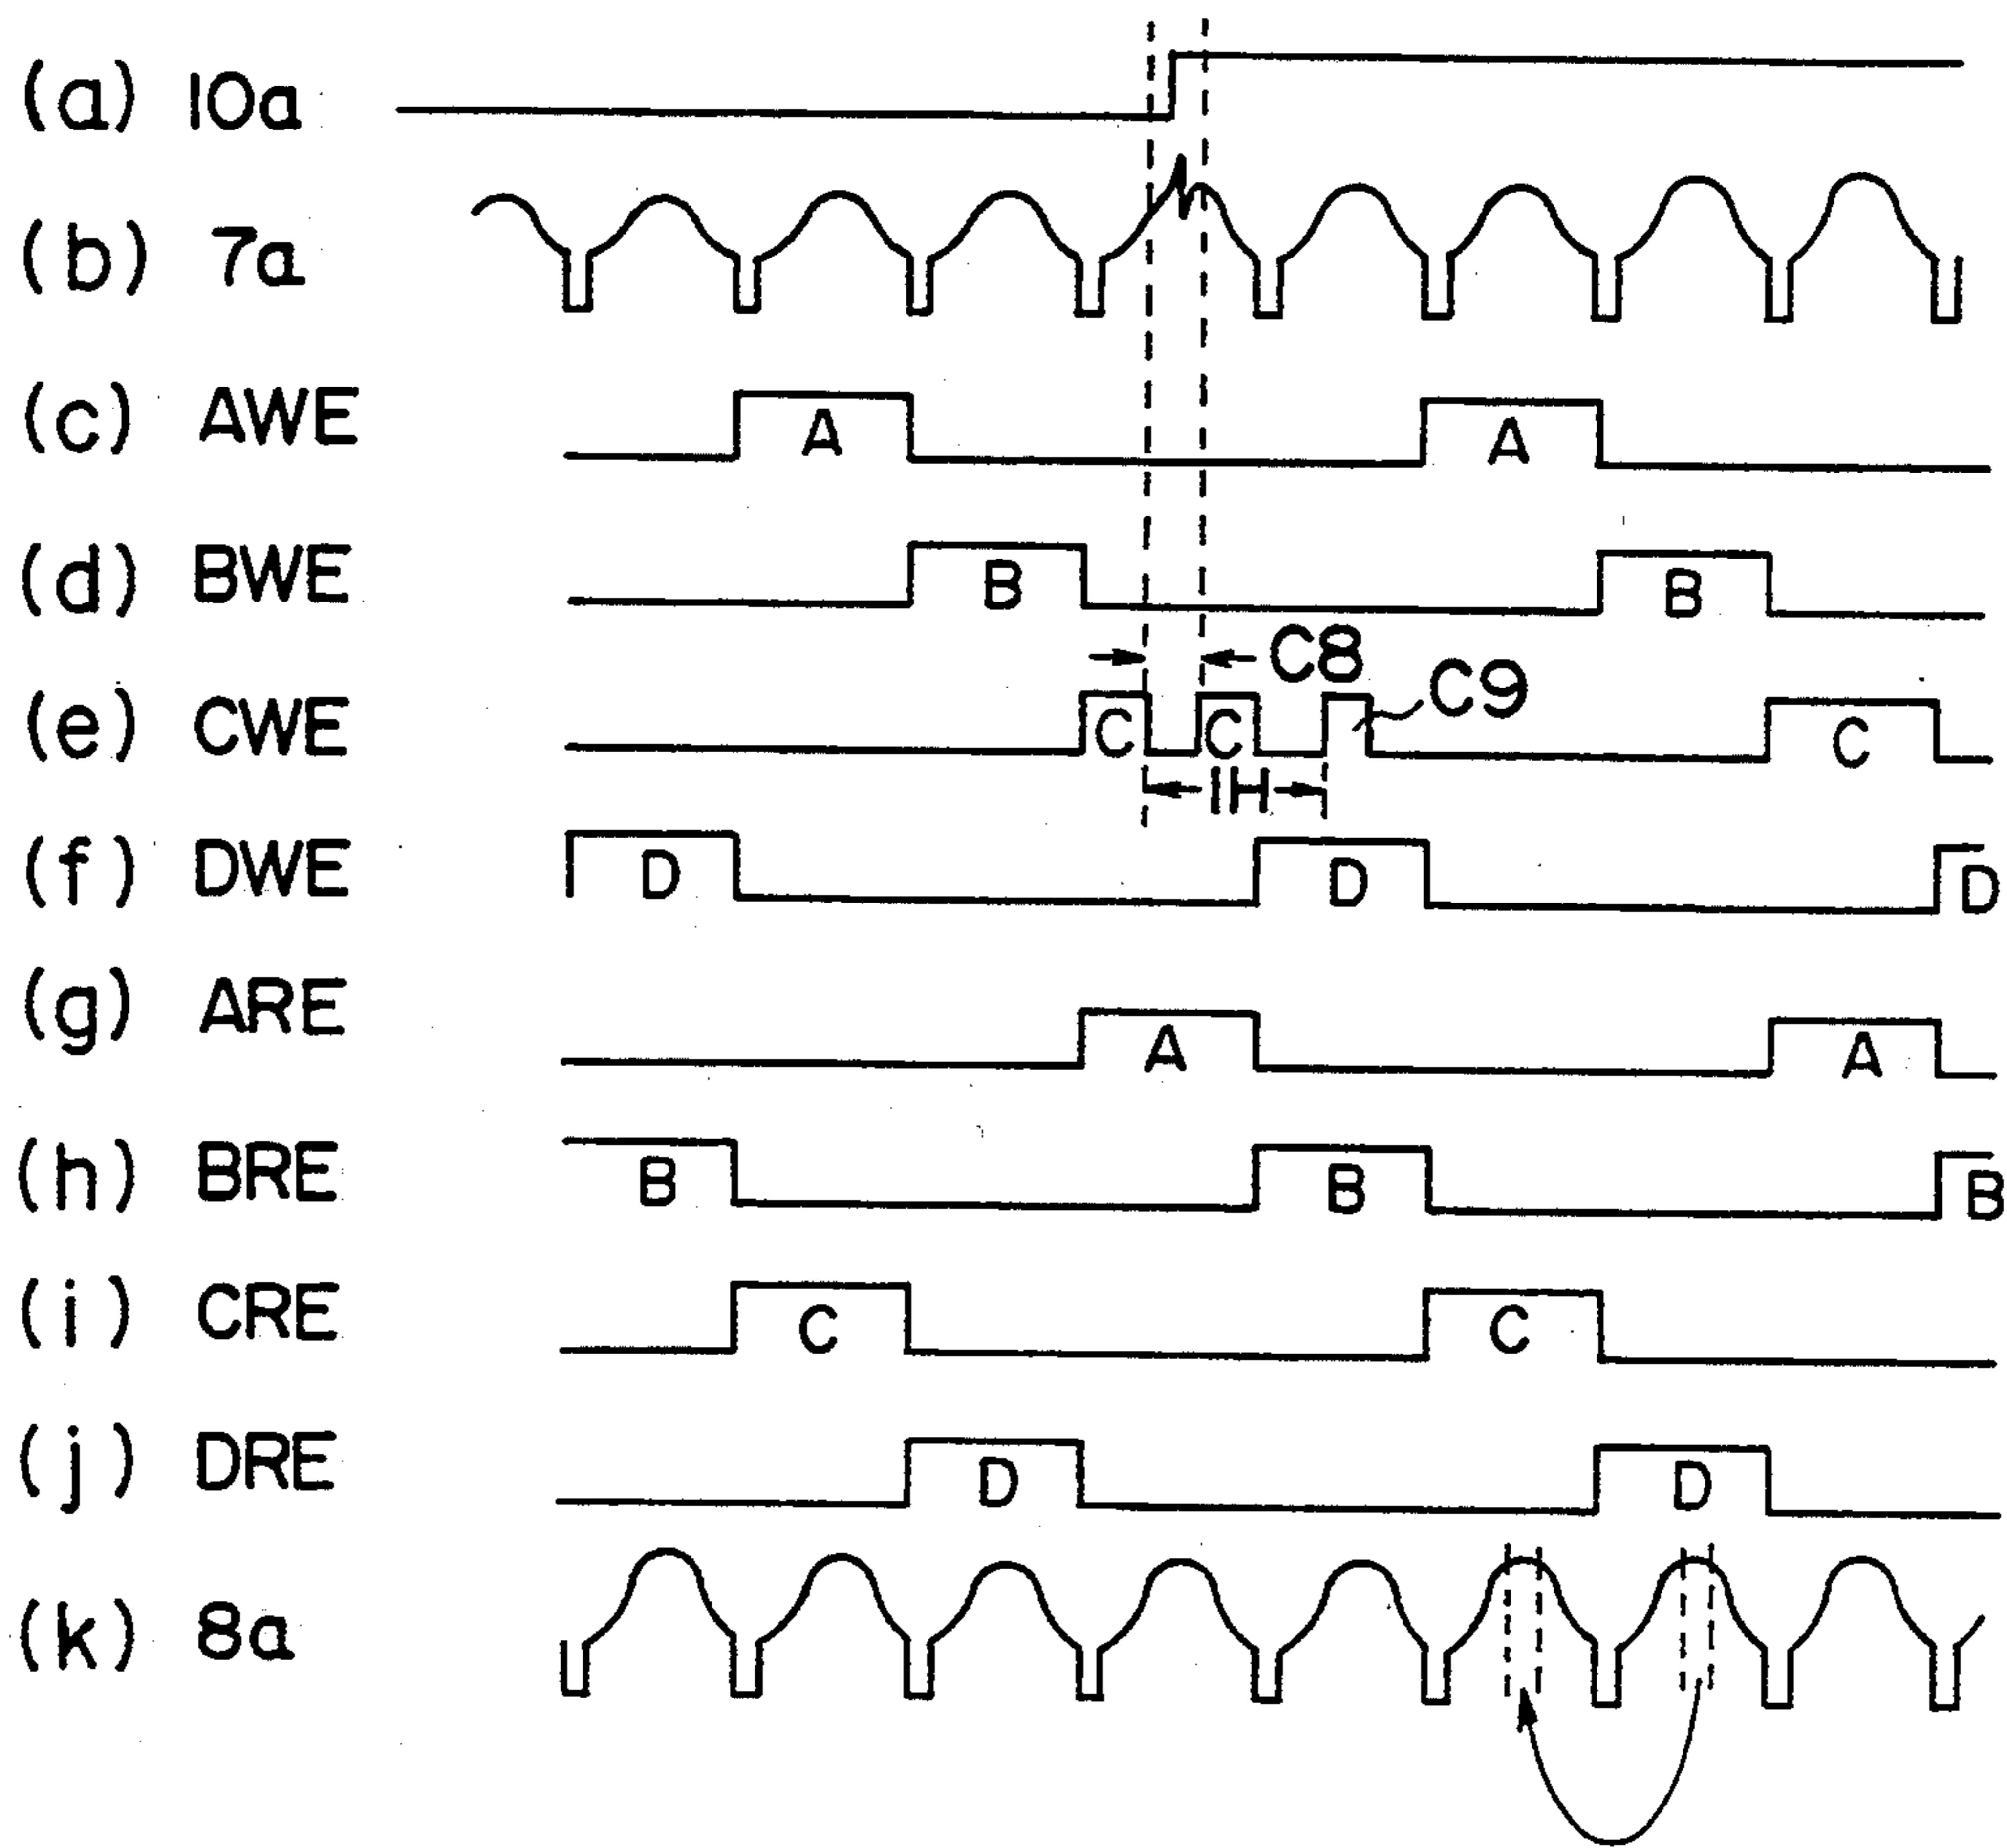 (a) 10a
(b) 7a
(c) AWE A A
(d) BWE B B
C8
(e) CWE C C C9 C
1H
(f) DWE D D D
(g) ARE A A
(h) BRE B B B
(i) CRE C C
(j) DRE D D
(k) 8a